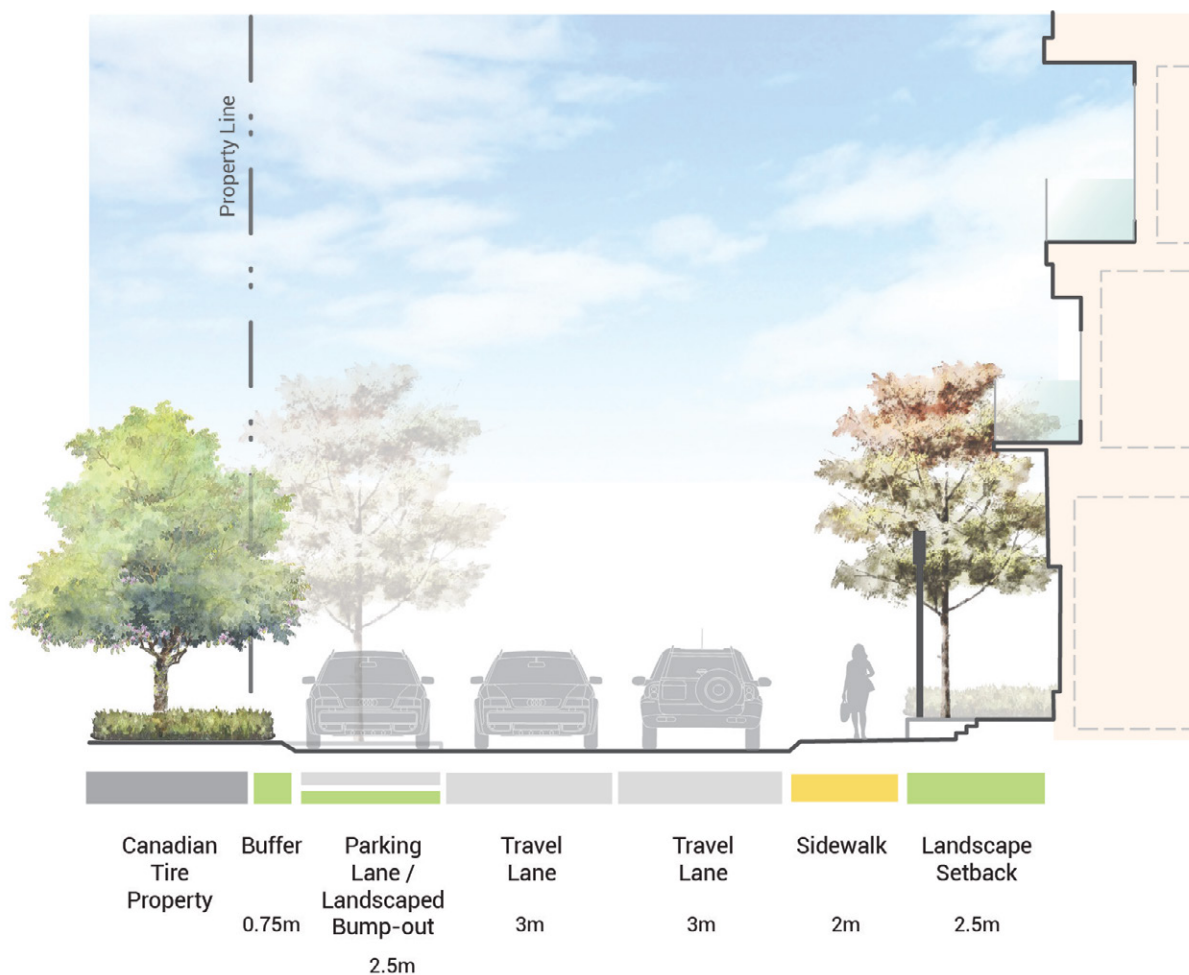 Property Line
Canadian
Tire
Property
Buffer
0.75m
Parking
Lane /
Landscaped
Bump-out
2.5m
Travel
Lane
3m
Travel
Lane
3m
Sidewalk
2m
Landscape
Setback
2.5m